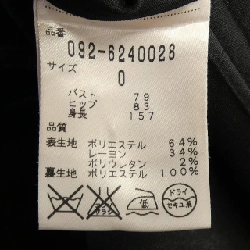 品番
092-6240028
サイズ
0
バスト 79
ヒップ 83
身長 157
品質
表生地 ポリエステル 64%
レーヨン 34%
ポリウレタン 2%
裏生地 ポリエステル 100%
低
ドライ
セキユ系